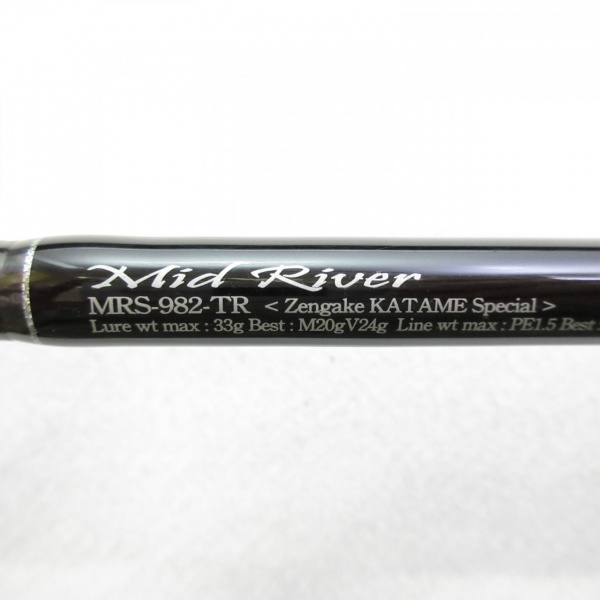 Mid River
MRS-982-TR < Zengake KATAME Special >
Lure wt max : 33g Best : M20gV24g Line wt max : PE1.5 Best :